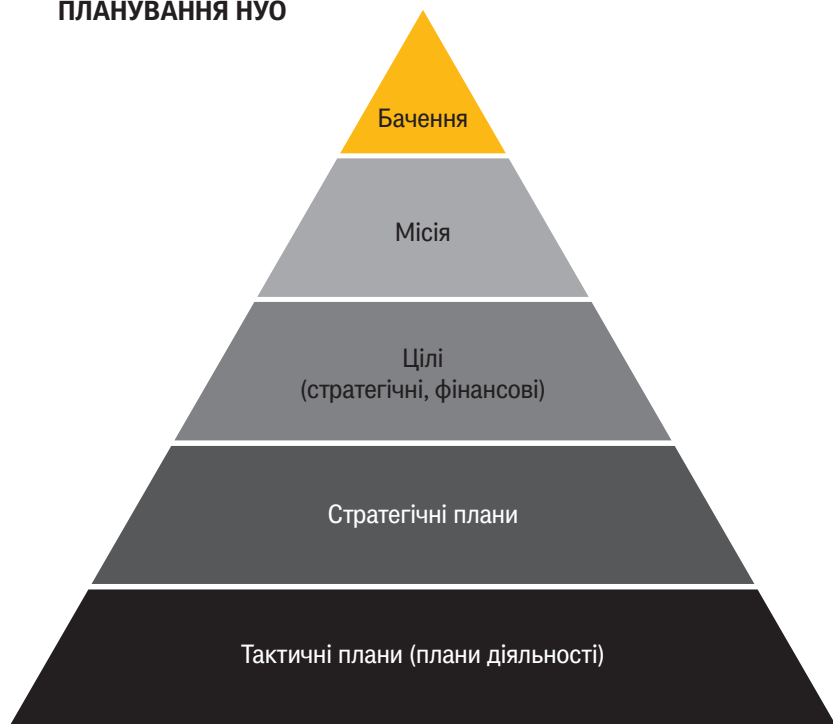 ПЛАНУВАННЯ НУО
Бачення
Місія
Цілі
(стратегічні, фінансові)
Стратегічні плани
Тактичні плани (плани діяльності)